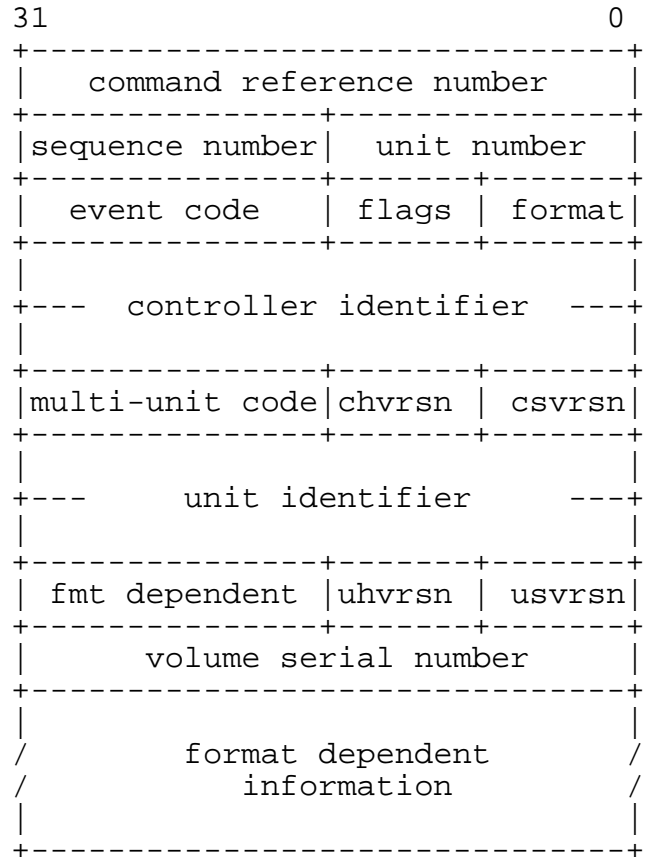 31 0
command reference number
sequence number unit number
event code flags format
controller identifier
multi-unit code chvrsn csvrsn
unit identifier
fmt dependent uhvrsn usvrsn
volume serial number
format dependent
information